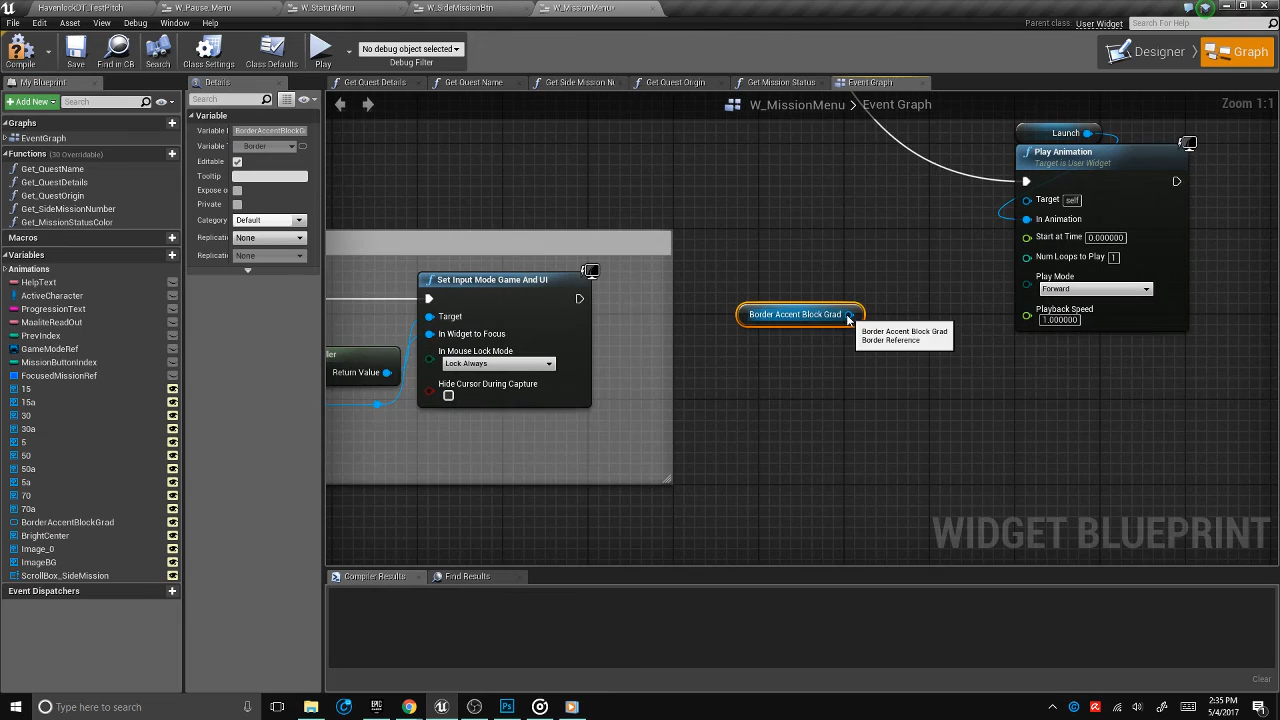 HavenlockOT_TestPitch
W_Pause_Menu
W_StatusMenu
W_SideMissionBtn
W_MissionMenu*
File
Edit
Asset
View
Debug
Window
Help
Parent class: User Widget
Search For Help
Compile
Save
Find in CB
Search
Class Settings
Class Defaults
Play
No debug object selected
Debug Filter
Designer
Graph
My Blueprint
Details
Get Quest Details
Get Quest Name
Get Side Mission Nu
Get Quest Origin
Get Mission Status
Event Graph
+Add New
Search
Search
W_MissionMenu > Event Graph
Zoom 1:1
Graphs
EventGraph
Functions (30 Overridable)
Get_QuestName
Get_QuestDetails
Get_QuestOrigin
Get_SideMissionNumber
Get_MissionStatusColor
Macros
Variables
Animations
HelpText
ActiveCharacter
ProgressionText
MaaliteReadOut
PrevIndex
GameModeRef
MissionButtonIndex
FocusedMissionRef
15
15a
30
30a
5
50
50a
5a
70
70a
BorderAccentBlockGrad
BrightCenter
Image_0
ImageBG
ScrollBox_SideMission
Event Dispatchers
Variable
Variable BorderAccentBlockG
Variable Border
Editable
Tooltip
Expose o
Private
Category Default
Replicatio None
Replicatio None
Set Input Mode Game And UI
Target
In Widget to Focus
In Mouse Lock Mode
Lock Always
Hide Cursor During Capture
Return Value
Border Accent Block Grad
Border Accent Block Grad
Border Reference
Launch
Play Animation
Target is User Widget
Target self
In Animation
Start at Time 0.000000
Num Loops to Play 1
Play Mode
Forward
Playback Speed
1.000000
WIDGET BLUEPRINT
Compiler Results
Find Results
Clear
Type here to search
2:35 PM
5/4/2017